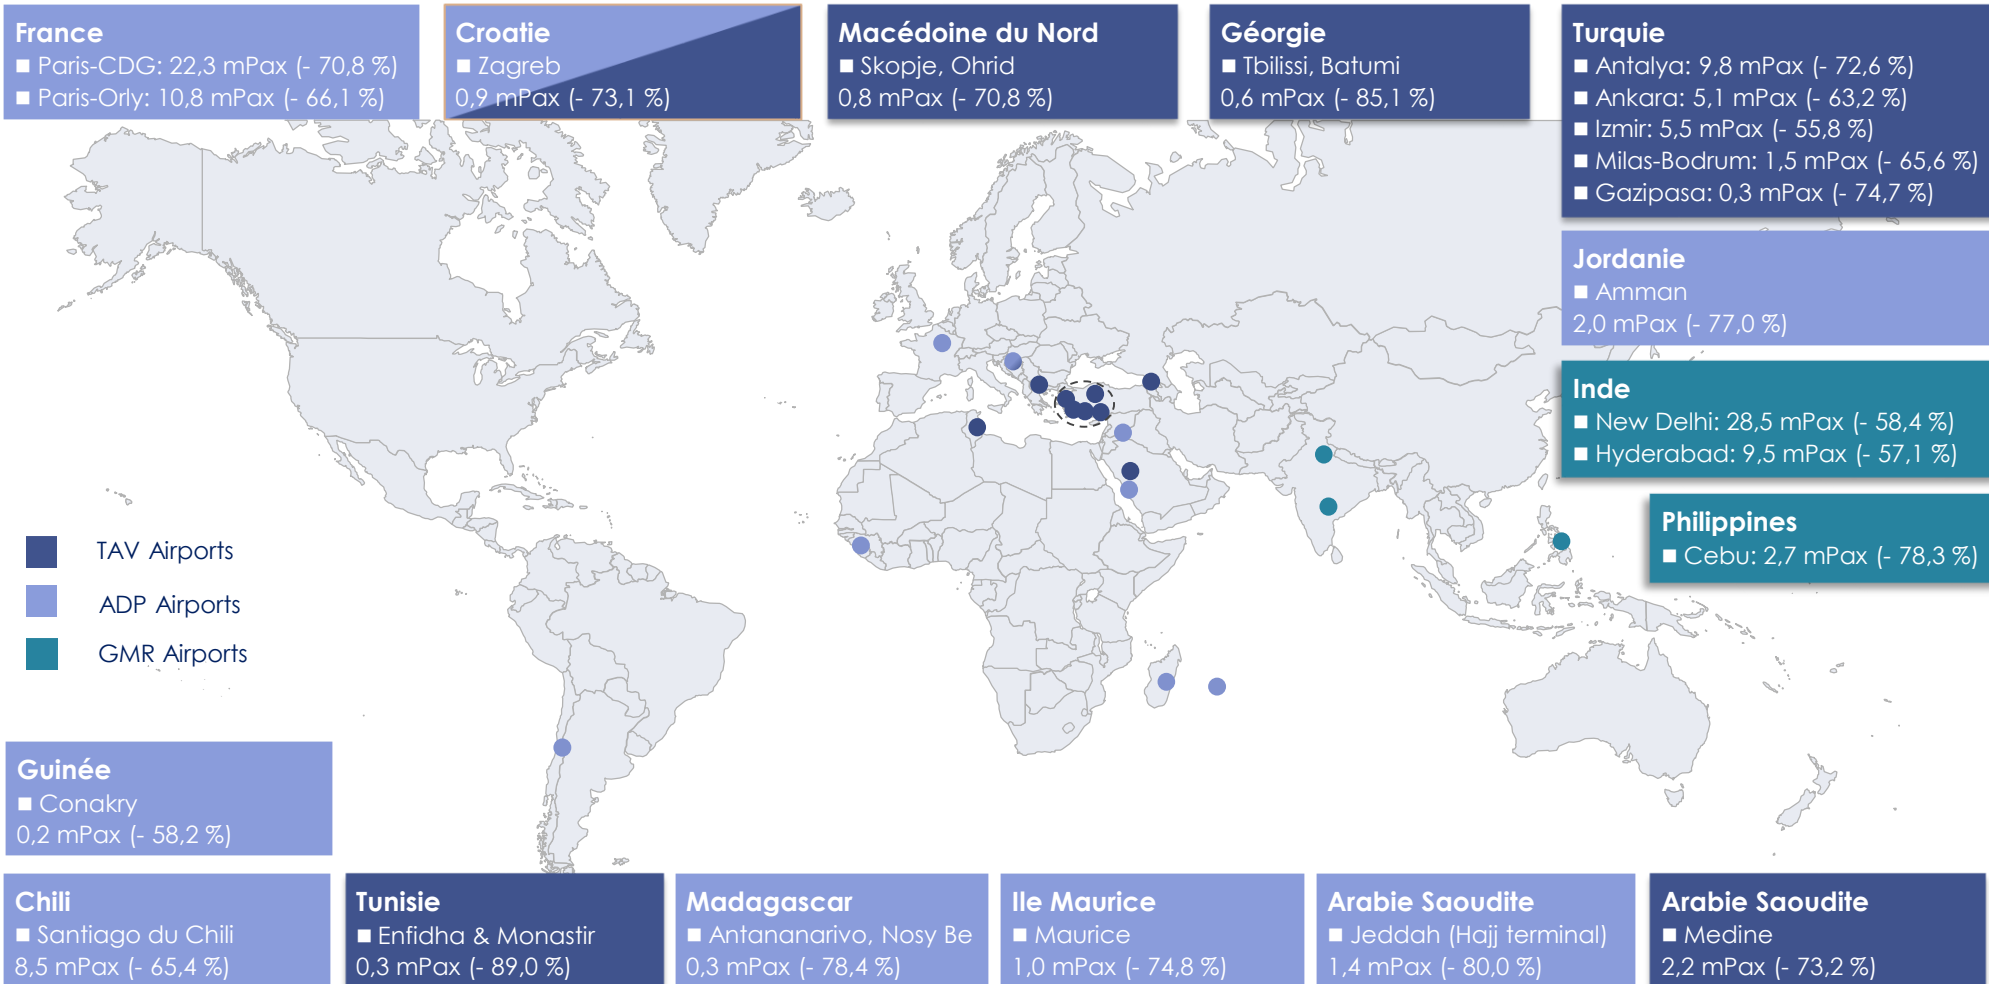 France
■ Paris-CDG: 22,3 mPax (- 70,8 %)
■ Paris-Orly: 10,8 mPax (- 66,1 %)
Croatie
■ Zagreb
0,9 mPax (- 73,1 %)
Macédoine du Nord
■ Skopje, Ohrid
0,8 mPax (- 70,8 %)
Géorgie
■ Tbilissi, Batumi
0,6 mPax (- 85,1 %)
Turquie
■ Antalya: 9,8 mPax (- 72,6 %)
■ Ankara: 5,1 mPax (- 63,2 %)
■ Izmir: 5,5 mPax (- 55,8 %)
■ Milas-Bodrum: 1,5 mPax (- 65,6 %)
■ Gazipasa: 0,3 mPax (- 74,7 %)
Jordanie
■ Amman
2,0 mPax (- 77,0 %)
Inde
■ New Delhi: 28,5 mPax (- 58,4 %)
■ Hyderabad: 9,5 mPax (- 57,1 %)
Philippines
■ Cebu: 2,7 mPax (- 78,3 %)
TAV Airports
ADP Airports
GMR Airports
Guinée
■ Conakry
0,2 mPax (- 58,2 %)
Chili
■ Santiago du Chili
8,5 mPax (- 65,4 %)
Tunisie
■ Enfidha & Monastir
0,3 mPax (- 89,0 %)
Madagascar
■ Antananarivo, Nosy Be
0,3 mPax (- 78,4 %)
Ile Maurice
■ Maurice
1,0 mPax (- 74,8 %)
Arabie Saoudite
■ Jeddah (Hajj terminal)
1,4 mPax (- 80,0 %)
Arabie Saoudite
■ Medine
2,2 mPax (- 73,2 %)